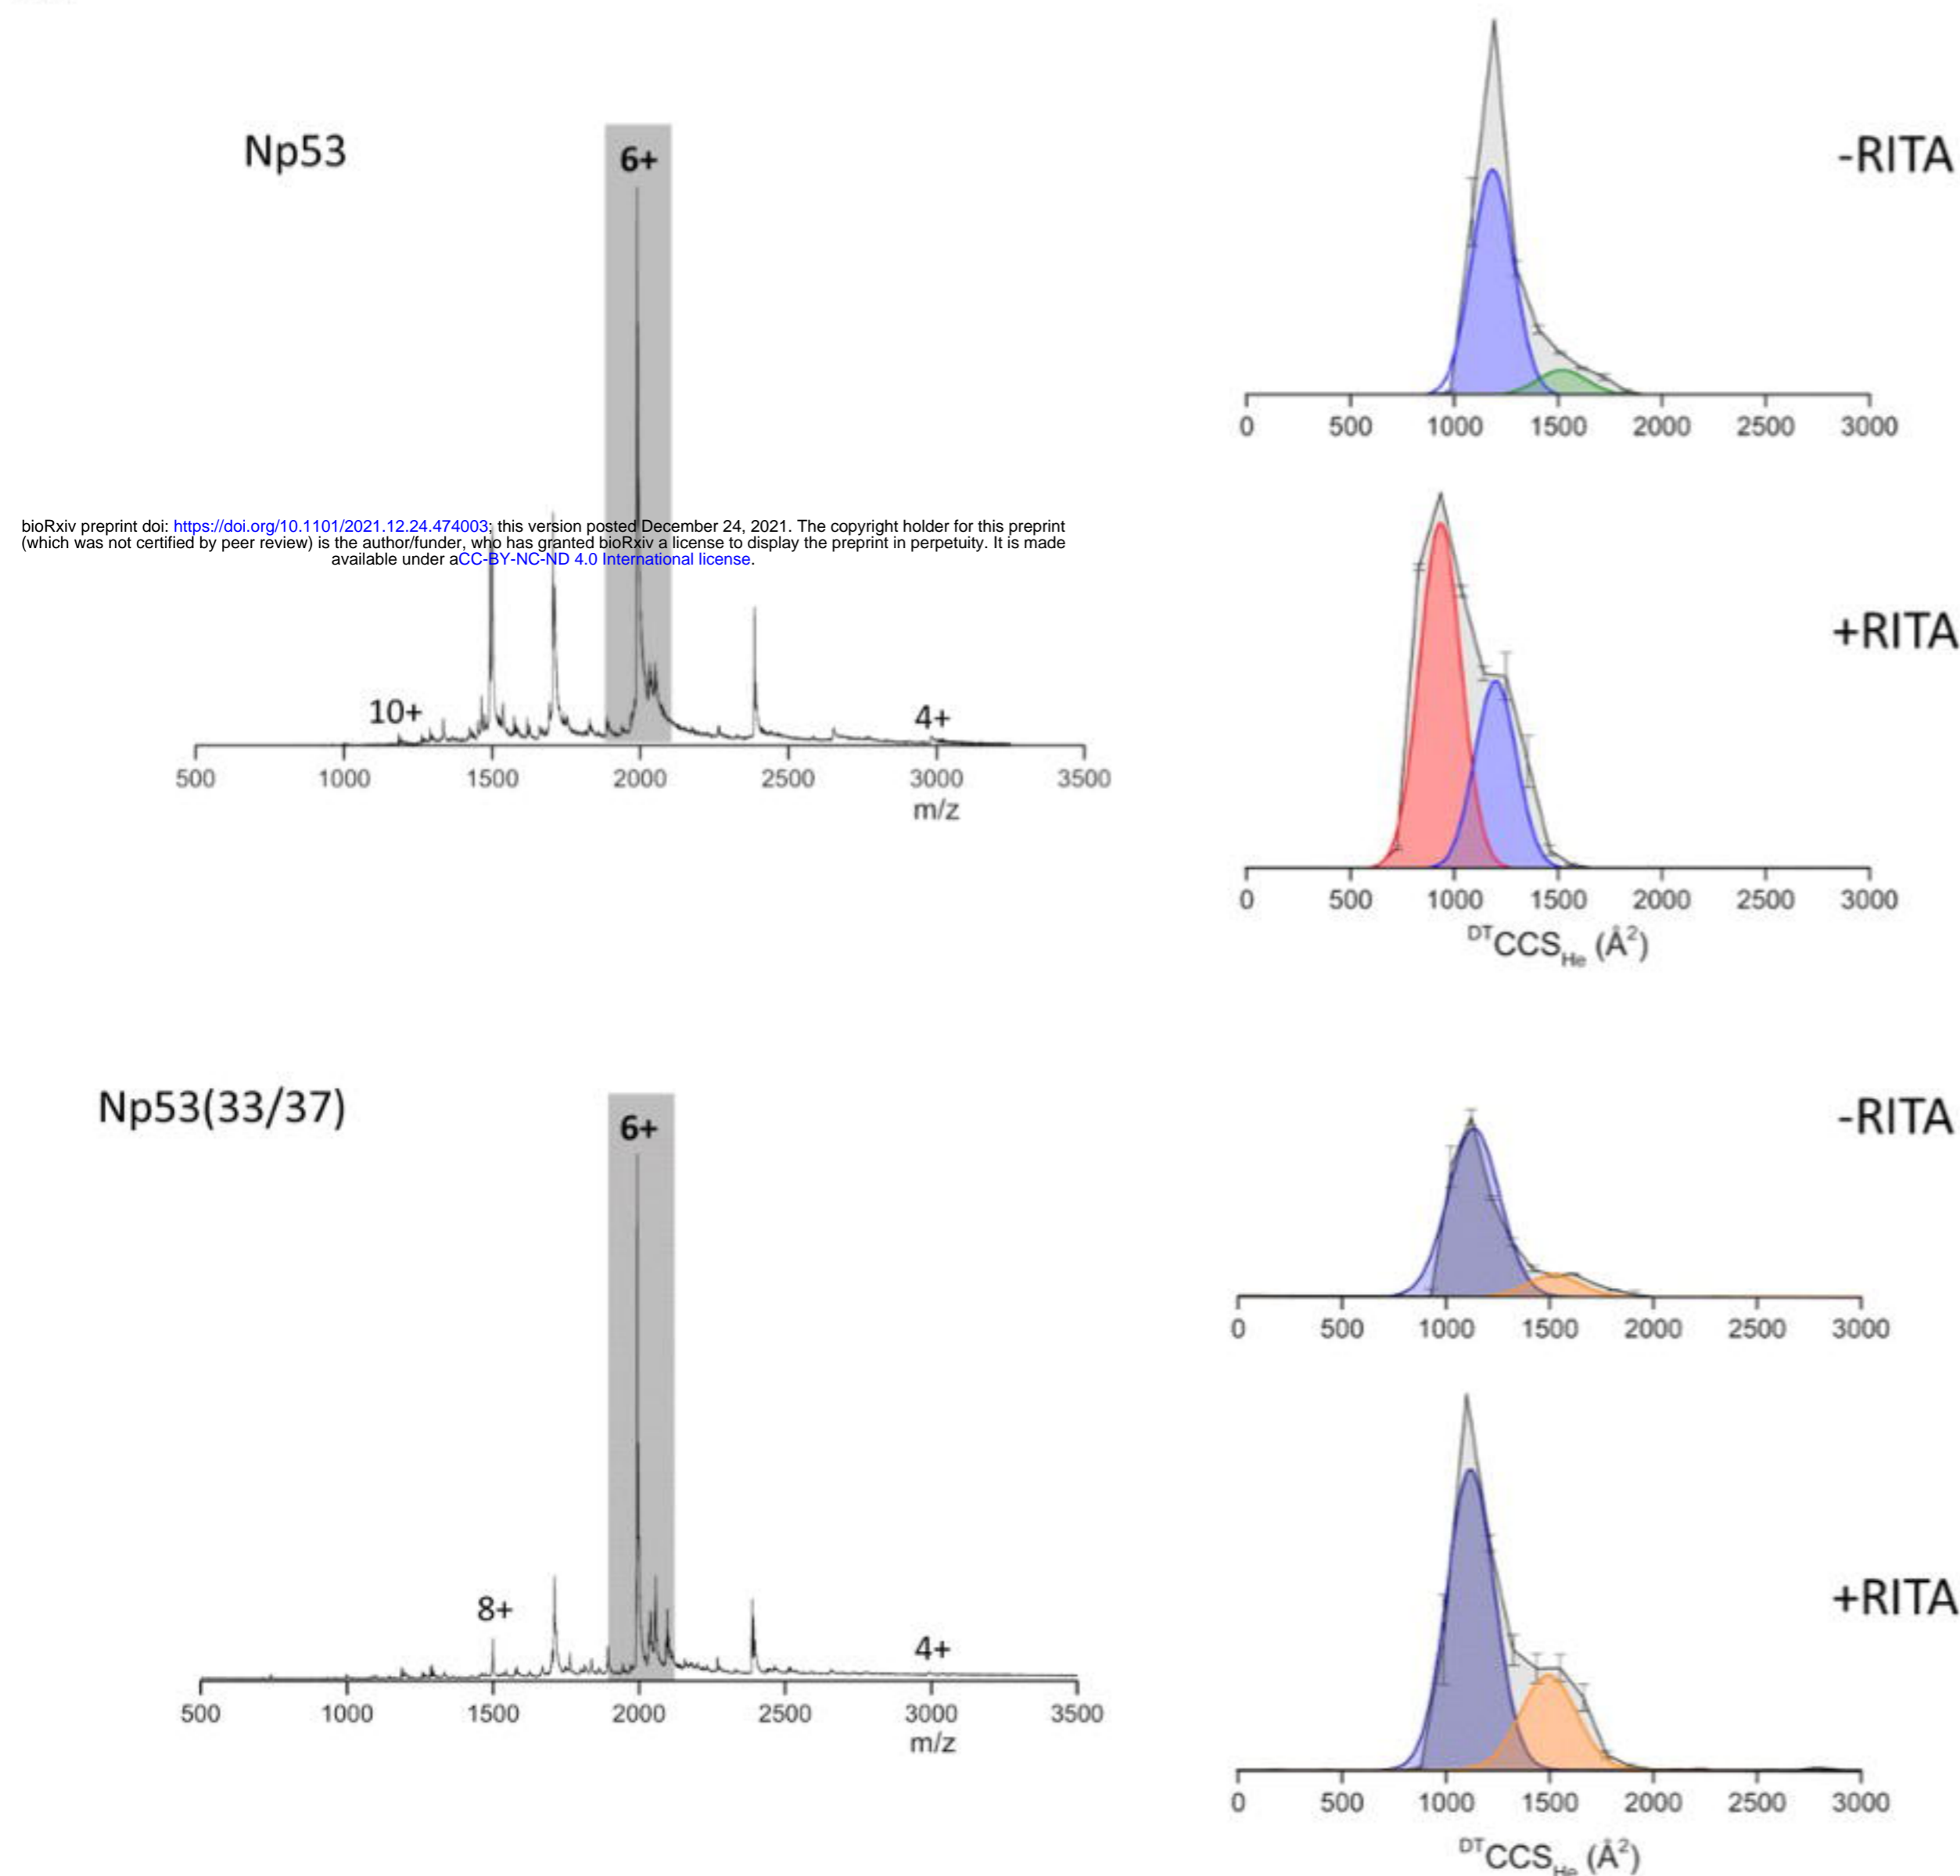 Np53
6+
-RITA
0 500 1000 1500 2000 2500 3000
bioRxiv preprint doi: https://doi.org/10.1101/2021.12.24.474003; this version posted December 24, 2021. The copyright holder for this preprint
(which was not certified by peer review) is the author/funder, who has granted bioRxiv a license to display the preprint in perpetuity. It is made
available under aCC-BY-NC-ND 4.0 International license.
+RITA
10+
4+
500 1000 1500 2000 2500 3000 3500
m/z
0 500 1000 1500 2000 2500 3000
DTCCSHe (Å2)
Np53(33/37)
6+
-RITA
0 500 1000 1500 2000 2500 3000
8+
4+
+RITA
500 1000 1500 2000 2500 3000 3500
m/z
0 500 1000 1500 2000 2500 3000
DTCCSHe (Å2)